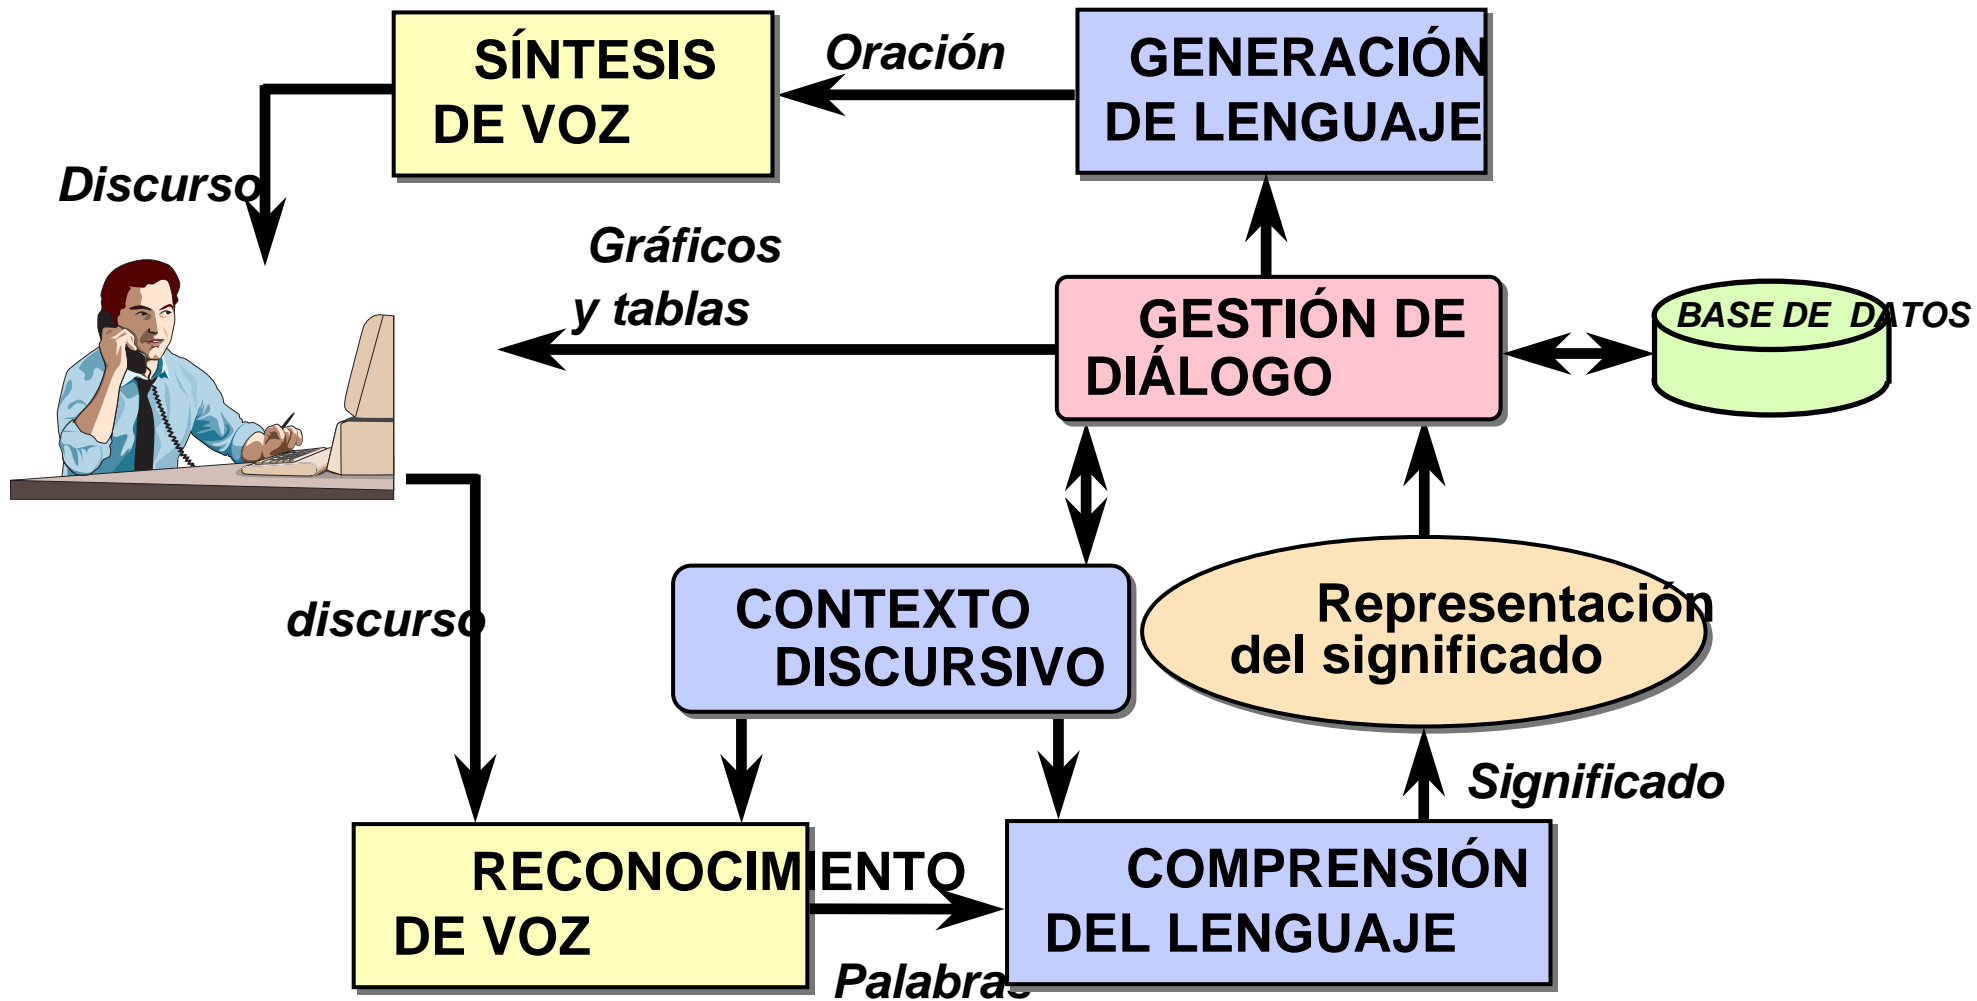 SÍNTESIS
DE VOZ
Oración
GENERACIÓN
DE LENGUAJE
Discurso
Gráficos
y tablas
GESTIÓN DE
DIÁLOGO
BASE DE DATOS
discurso
CONTEXTO
DISCURSIVO
Representación
del significado
Significado
RECONOCIMIENTO
DE VOZ
Palabras
COMPRENSIÓN
DEL LENGUAJE